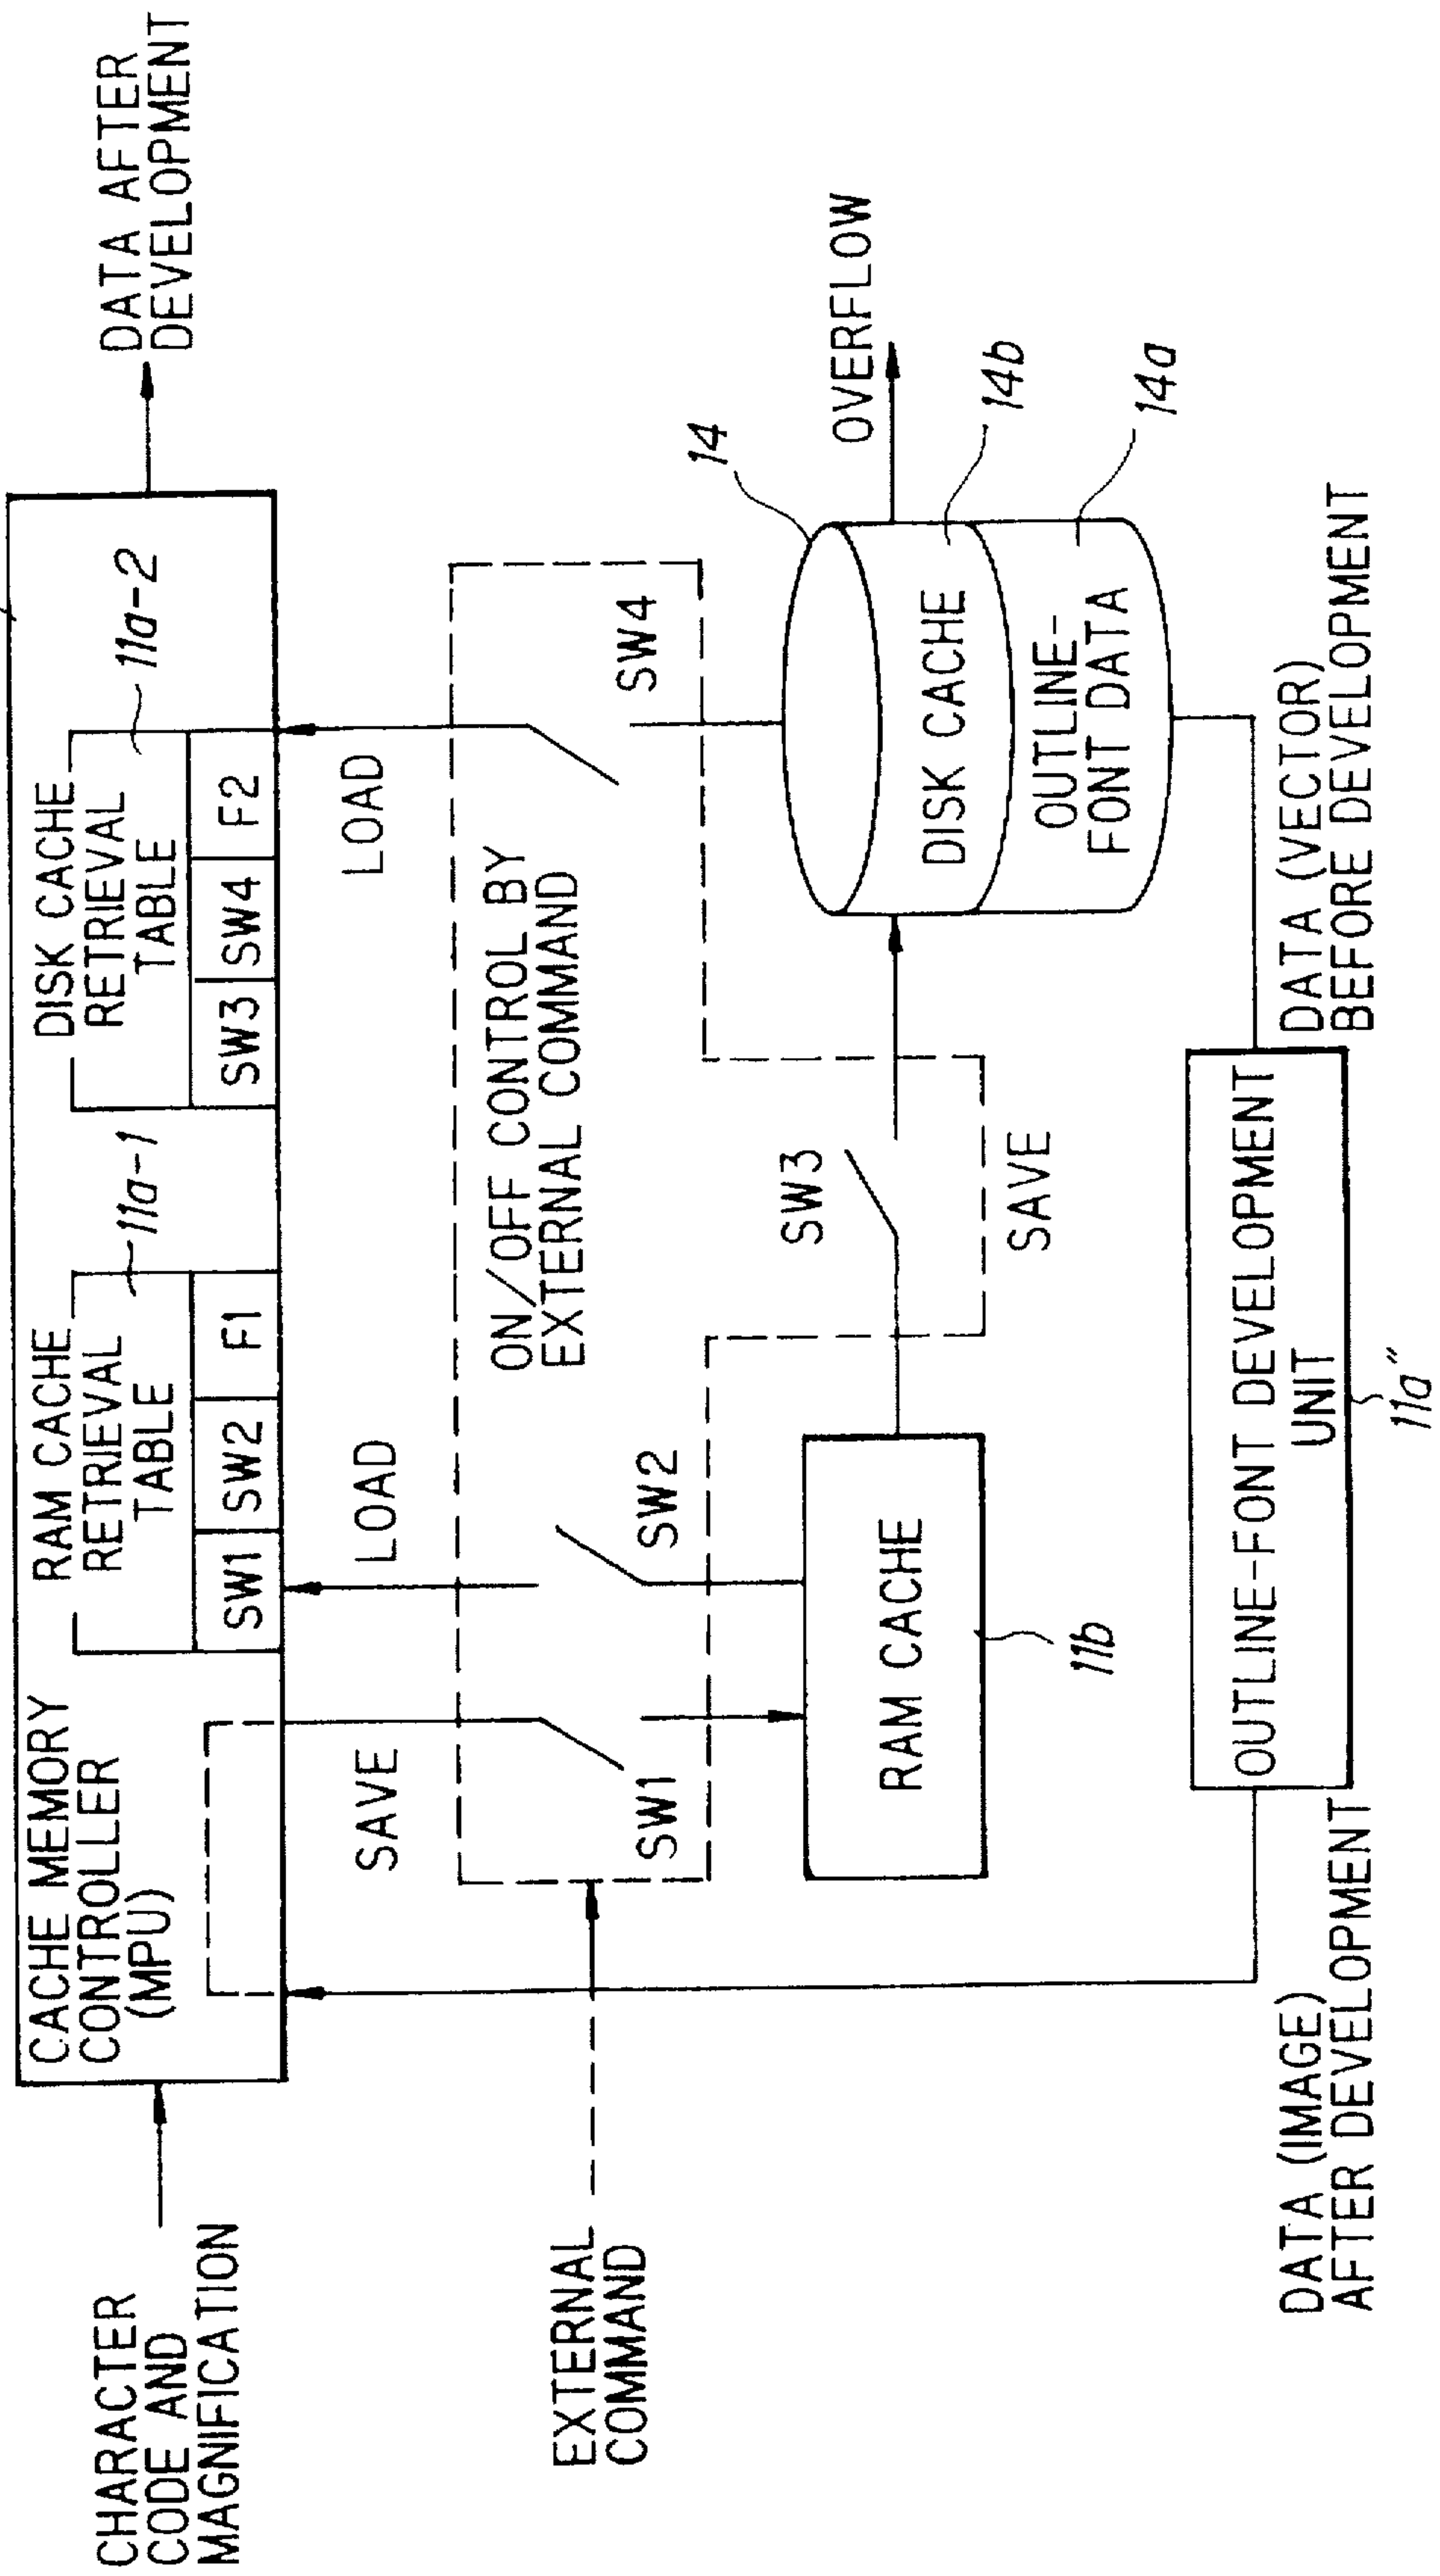 CHARACTER
CODE AND
MAGNIFICATION
CACHE MEMORY
CONTROLLER
(MPU)
RAM CACHE
RETRIEVAL
TABLE
11a-1
SW1 SW2 F1
DISK CACHE
RETRIEVAL
TABLE
11a-2
SW3 SW4 F2
DATA AFTER
DEVELOPMENT
SAVE
LOAD
LOAD
EXTERNAL
COMMAND
ON/OFF CONTROL BY
EXTERNAL COMMAND
SW1
SW2
SW3
SW4
SAVE
RAM CACHE
11b
14
OVERFLOW
DISK CACHE
14b
OUTLINE-
FONT DATA
14a
DATA (IMAGE)
AFTER DEVELOPMENT
OUTLINE-FONT DEVELOPMENT
UNIT
11a"
DATA (VECTOR)
BEFORE DEVELOPMENT